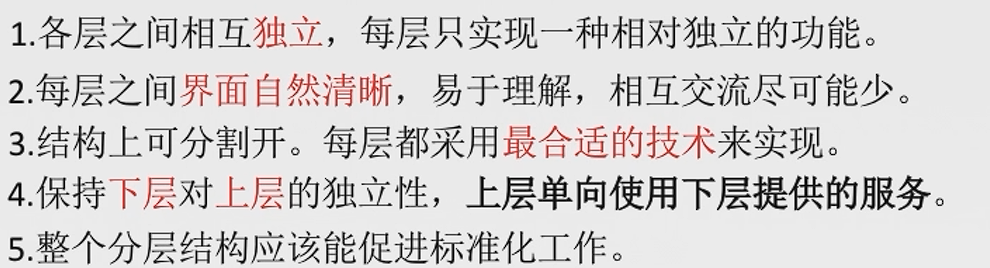 1.各层之间相互独立，每层只实现一种相对独立的功能。
2.每层之间界面自然清晰，易于理解，相互交流尽可能少。
3.结构上可分割开。每层都采用最合适的技术来实现。
4.保持下层对上层的独立性，上层单向使用下层提供的服务。
5.整个分层结构应该能促进标准化工作。